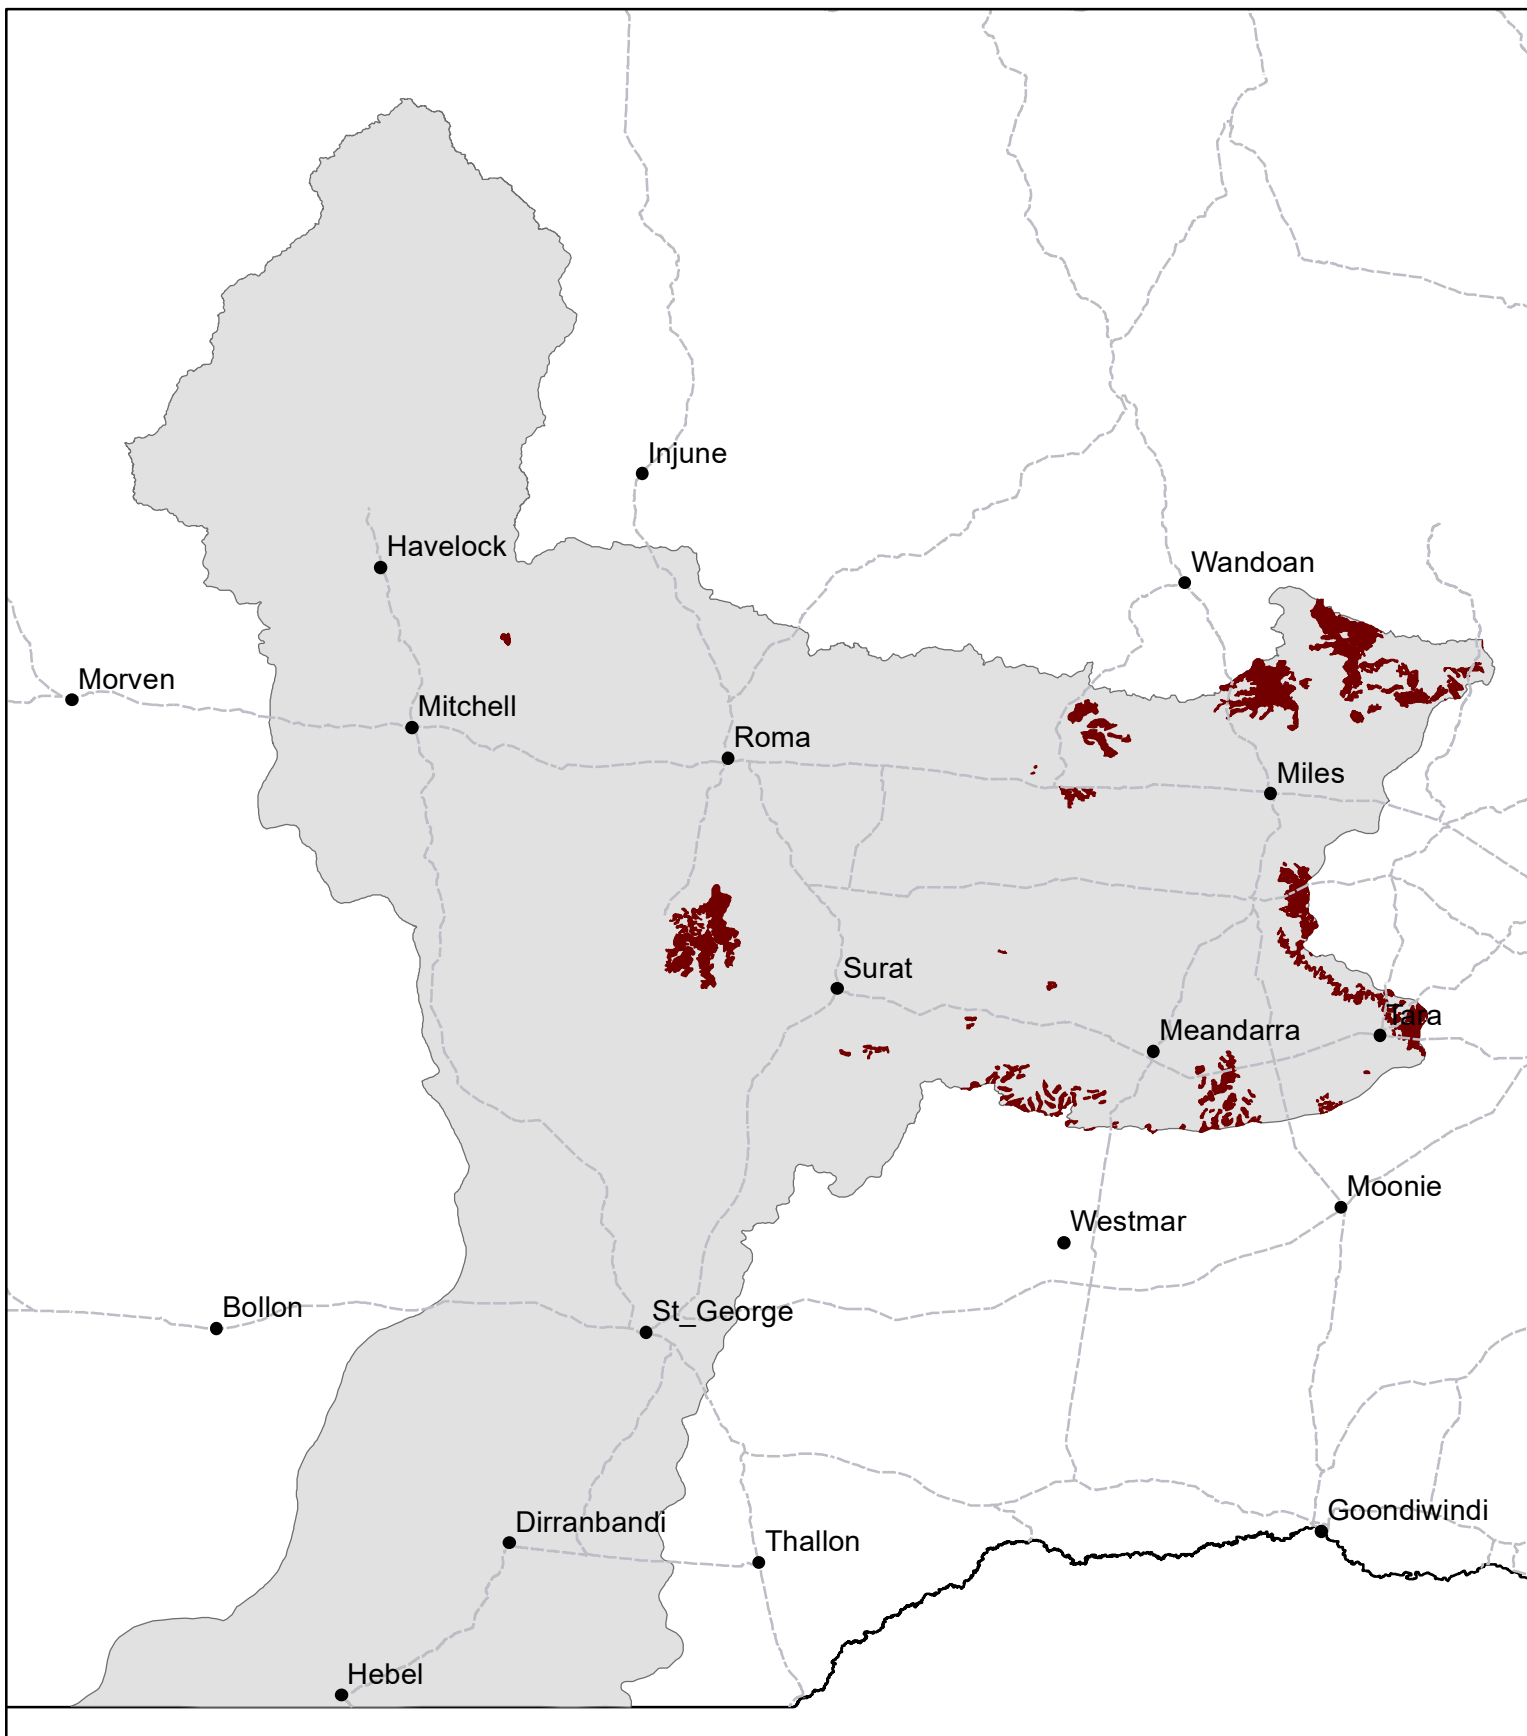 Injune
Havelock
Wandoan
Morven
Mitchell
Roma
Miles
Surat
Tara
Meandarra
Moonie
Westmar
Bollon
St_George
Goondiwindi
Dirranbandi
Thallon
Hebel